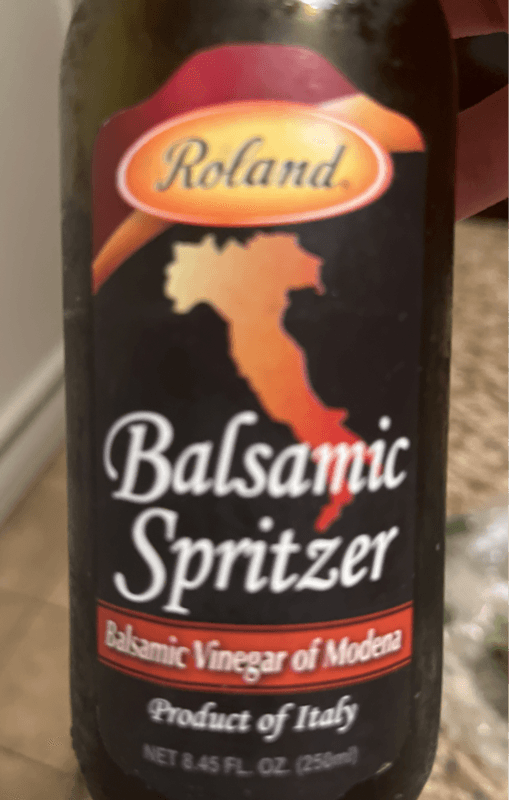 Roland
Balsamic
Spritzer
Balsamic Vinegar of Modena
Product of Italy
NET 8.45 FL. OZ. (250ml)